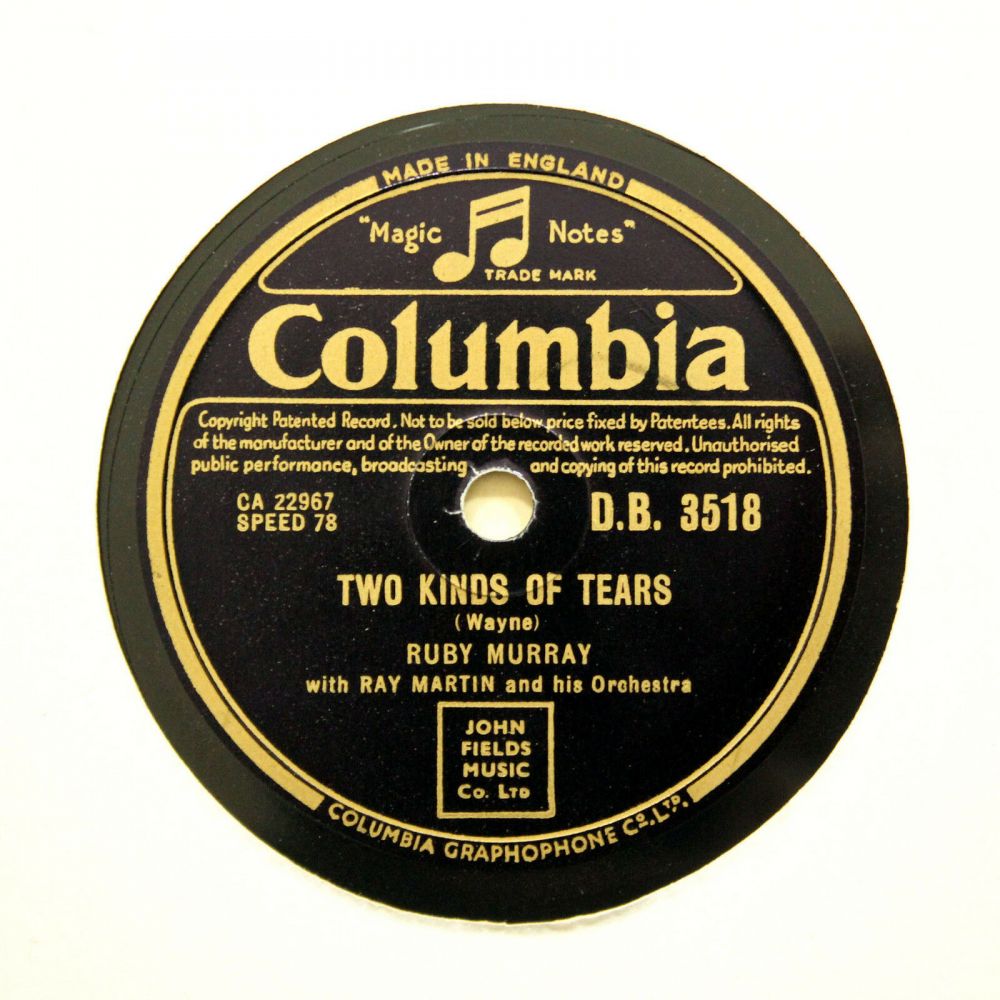 MADE IN ENGLAND
"Magic Notes"
TRADE MARK
Columbia
Copyright Patented Record. Not to be sold below price fixed by Patentees. All rights
of the manufacturer and of the Owner of the recorded work reserved. Unauthorised
public performance, broadcasting and copying of this record prohibited.
CA 22967
SPEED 78
D.B. 3518
TWO KINDS OF TEARS
(Wayne)
RUBY MURRAY
with RAY MARTIN and his Orchestra
JOHN
FIELDS
MUSIC
Co. LTD
COLUMBIA GRAPHOPHONE Co. LTD.